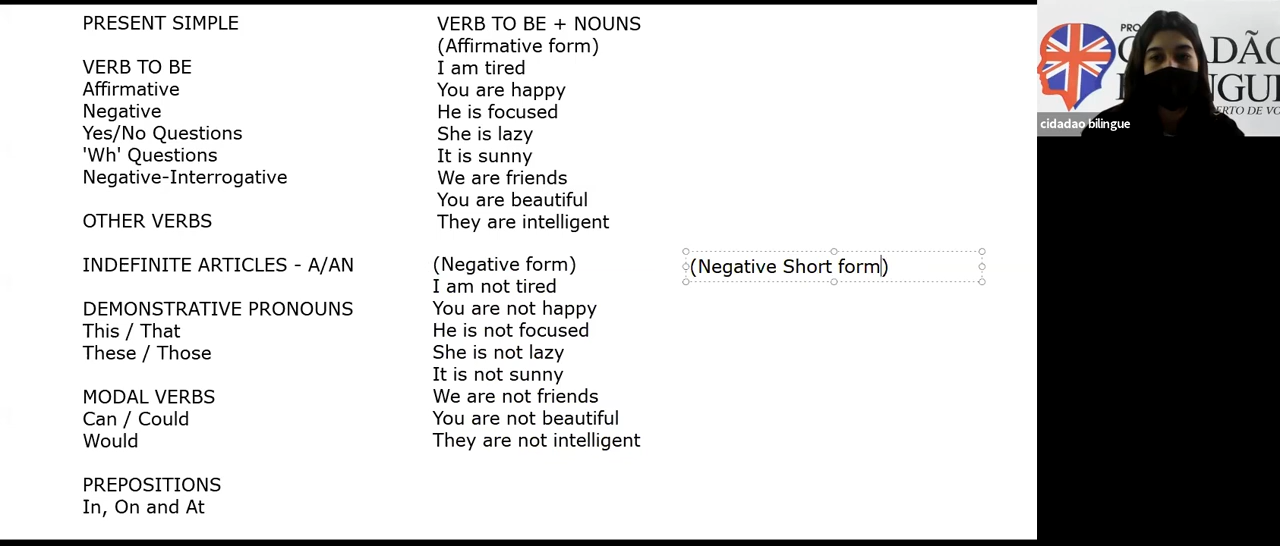 PRESENT SIMPLE
VERB TO BE
Affirmative
Negative
Yes/No Questions
'Wh' Questions
Negative-Interrogative
OTHER VERBS
INDEFINITE ARTICLES - A/AN
DEMONSTRATIVE PRONOUNS
This / That
These / Those
MODAL VERBS
Can / Could
Would
PREPOSITIONS
In, On and At
VERB TO BE + NOUNS
(Affirmative form)
I am tired
You are happy
He is focused
She is lazy
It is sunny
We are friends
You are beautiful
They are intelligent
(Negative form)
I am not tired
You are not happy
He is not focused
She is not lazy
It is not sunny
We are not friends
You are not beautiful
They are not intelligent
(Negative Short form)
cidadao bilingue